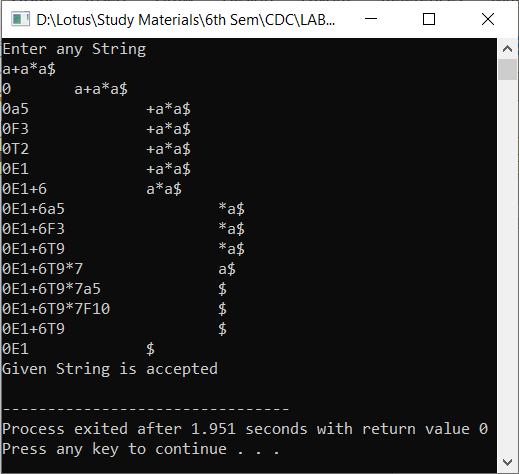 D:\Lotus\Study Materials\6th Sem\CDC\LAB...
Enter any String
a+a*a$
0       a+a*a$
0a5             +a*a$
0F3             +a*a$
0T2             +a*a$
0E1             +a*a$
0E1+6           a*a$
0E1+6a5                 *a$
0E1+6F3                 *a$
0E1+6T9                 *a$
0E1+6T9*7               a$
0E1+6T9*7a5             $
0E1+6T9*7F10            $
0E1+6T9                 $
0E1             $
Given String is accepted
--------------------------------
Process exited after 1.951 seconds with return value 0
Press any key to continue . . .